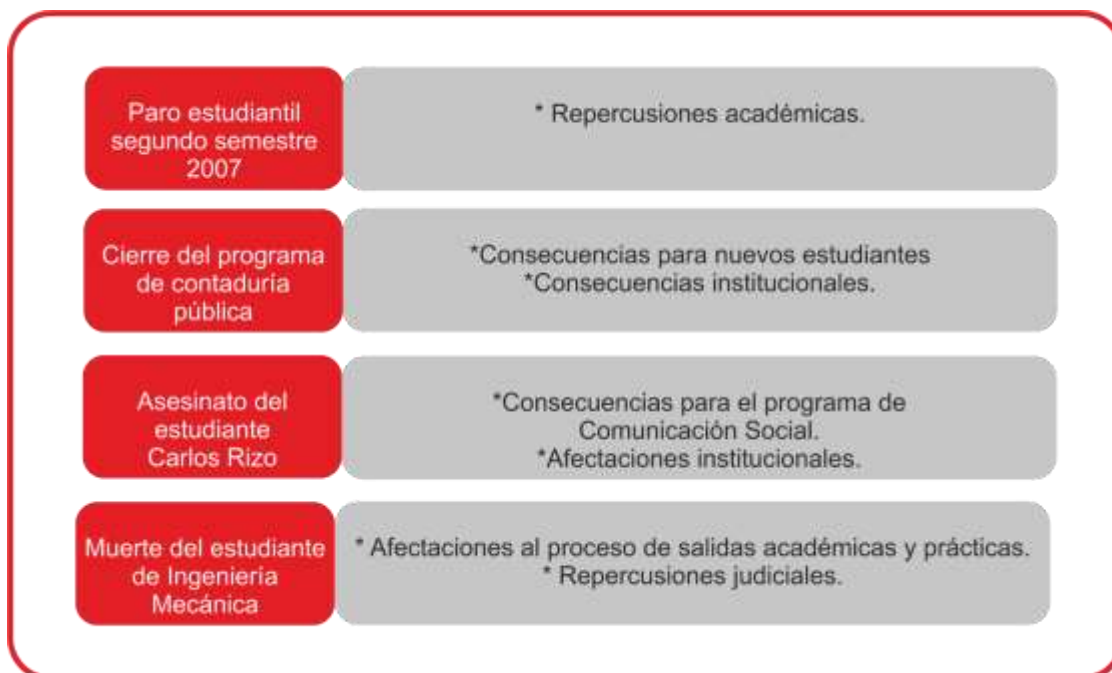 Paro estudiantil
segundo semestre
2007
* Repercusiones académicas.
Cierre del programa
de contaduría
pública
*Consecuencias para nuevos estudiantes
*Consecuencias institucionales.
Asesinato del
estudiante
Carlos Rizo
*Consecuencias para el programa de
Comunicación Social.
*Afectaciones institucionales.
Muerte del estudiante
de Ingeniería
Mecánica
* Afectaciones al proceso de salidas académicas y prácticas.
* Repercusiones judiciales.